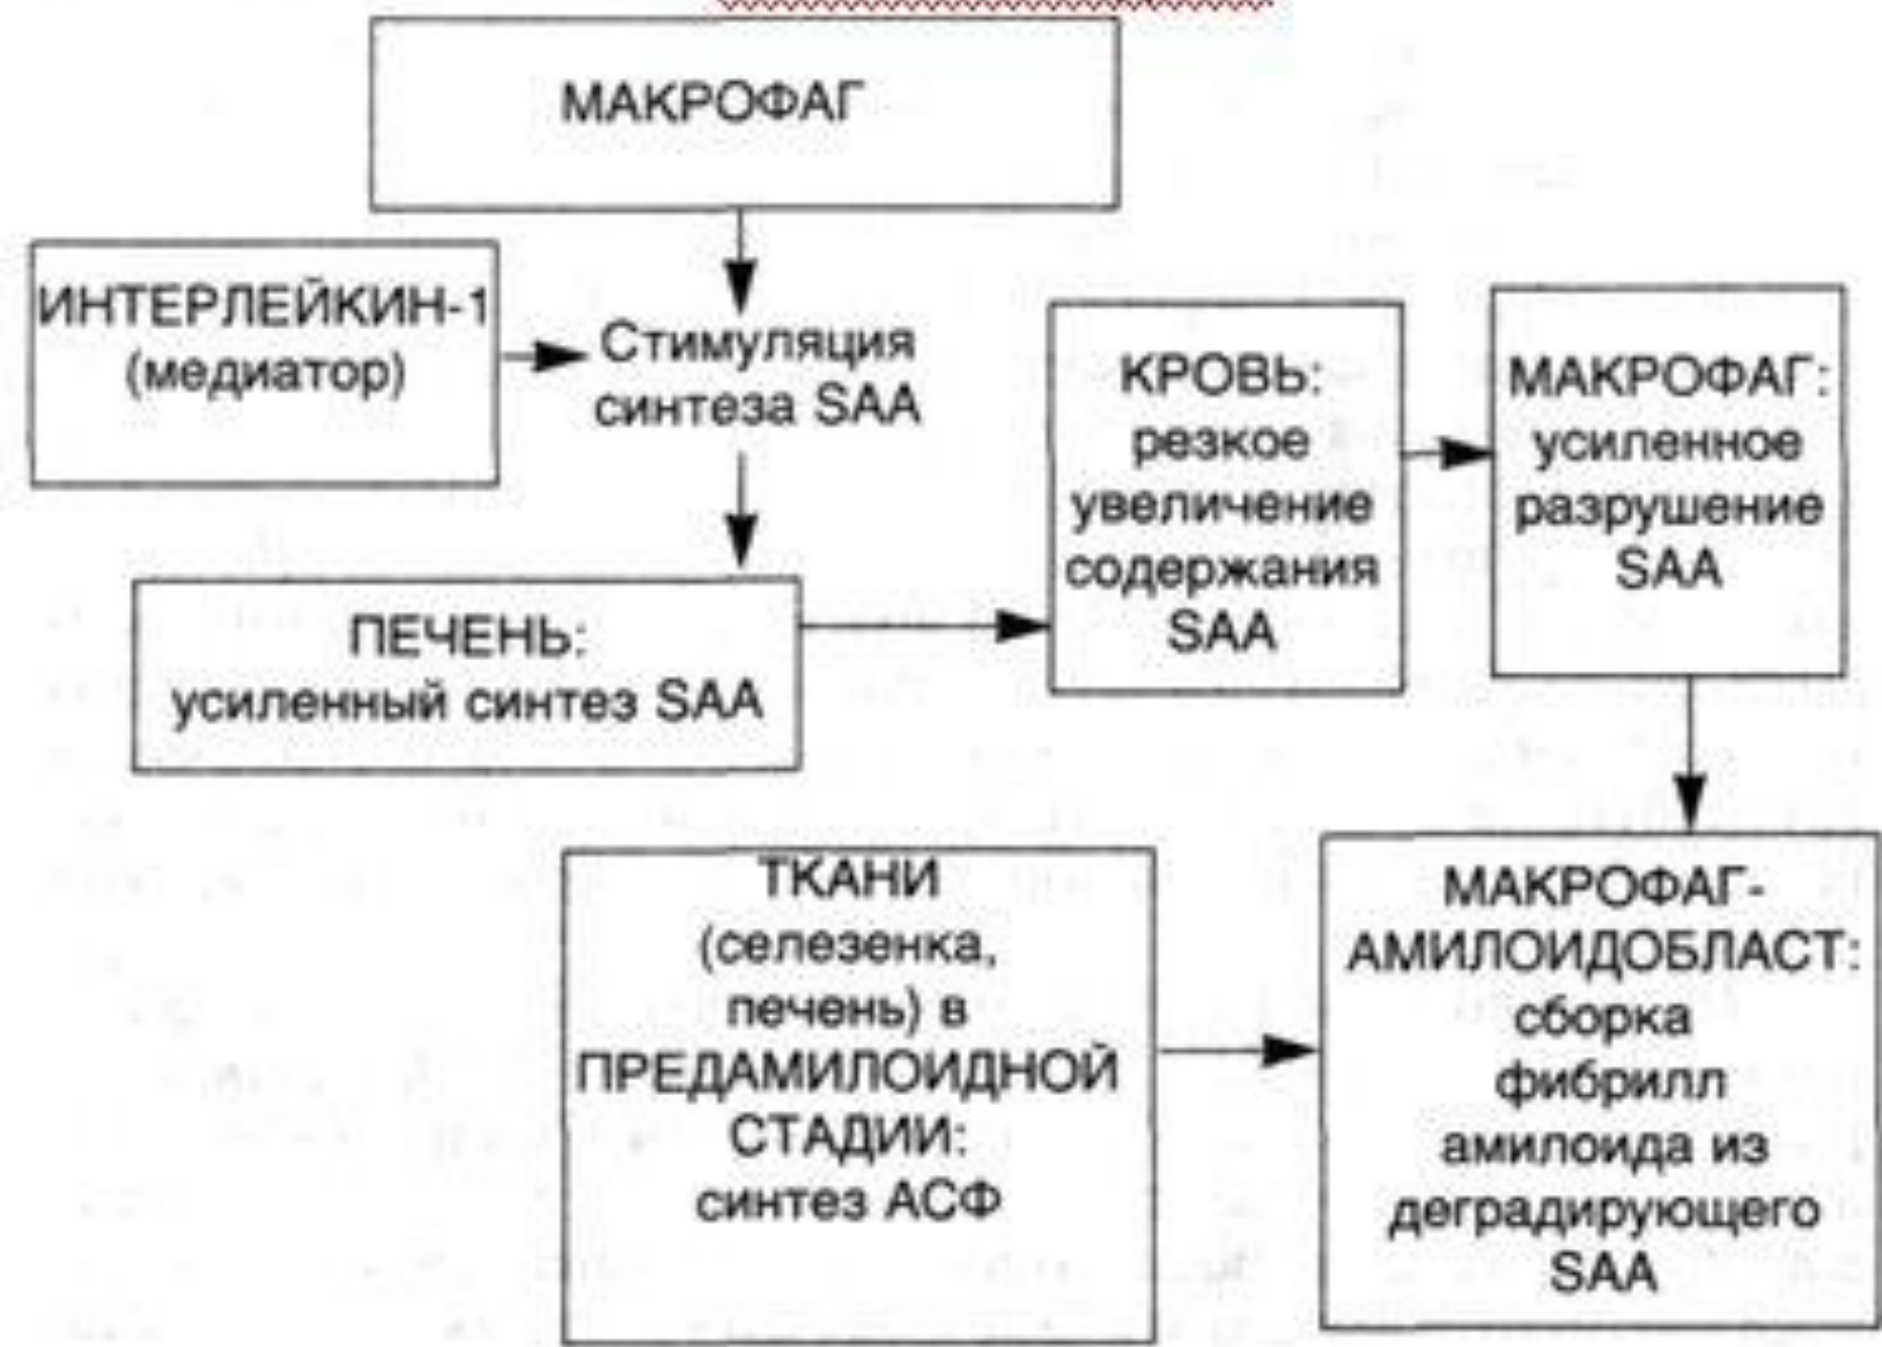 МАКРОФАГ
ИНТЕРЛЕЙКИН-1
(медиатор)
Стимуляция
синтеза SAA
ПЕЧЕНЬ:
усиленный синтез SAA
КРОВЬ:
резкое
увеличение
содержания
SAA
МАКРОФАГ:
усиленное
разрушение
SAA
ТКАНИ
(селезенка,
печень) в
ПРЕДАМИЛОИДНОЙ
СТАДИИ:
синтез АСФ
МАКРОФАГ-
АМИЛОИДОБЛАСТ:
сборка
фибрилл
амилоида из
деградирующего
SAA